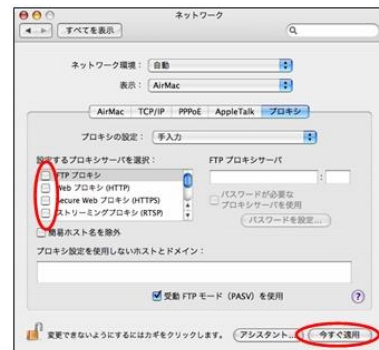 ネットワーク
すべてを表示
ネットワーク環境： 自動
表示： AirMac
AirMac TCP/IP PPPoE AppleTalk プロキシ
プロキシの設定： 手入力
設定するプロキシサーバを選択： FTP プロキシサーバ
FTP プロキシ
Web プロキシ (HTTP)
Secure Web プロキシ (HTTPS)
ストリーミングプロキシ (RTSP)
:
パスワードが必要な
プロキシサーバを使用
パスワードを設定...
簡易ホスト名を除外
プロキシ設定を使用しないホストとドメイン：
受動 FTP モード（PASV）を使用 ?
変更できないようにするにはカギをクリックします。 アシスタント... 今すぐ適用